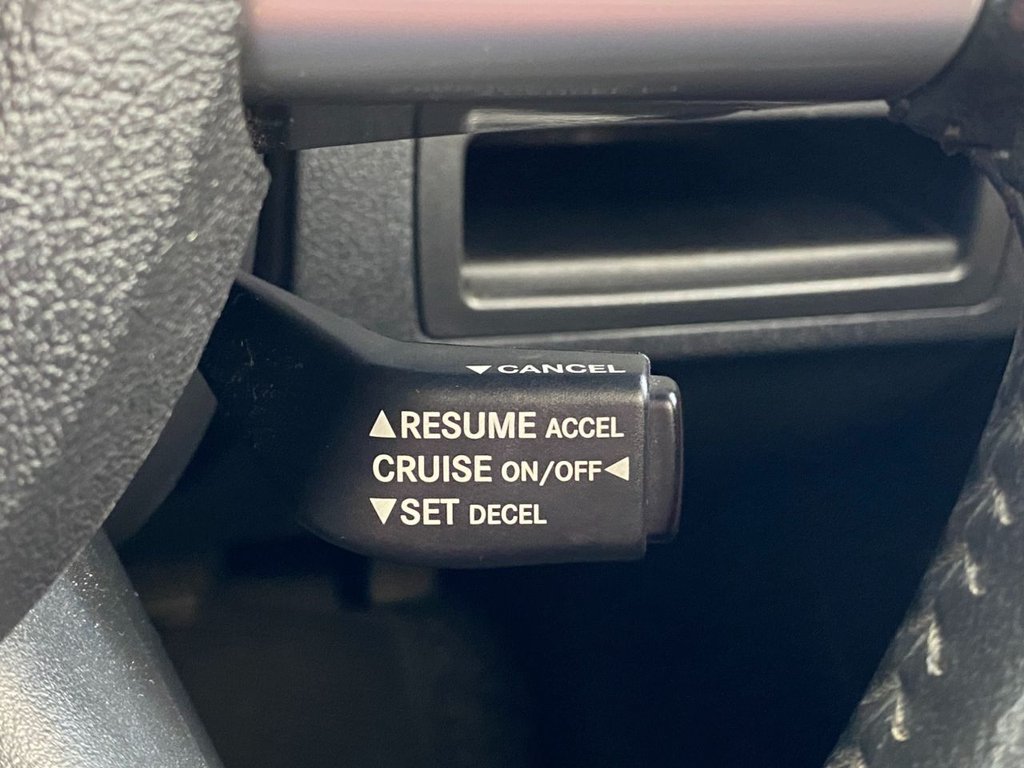 ▼CANCEL
▲RESUME ACCEL
CRUISE ON/OFF◀
▼SET DECEL